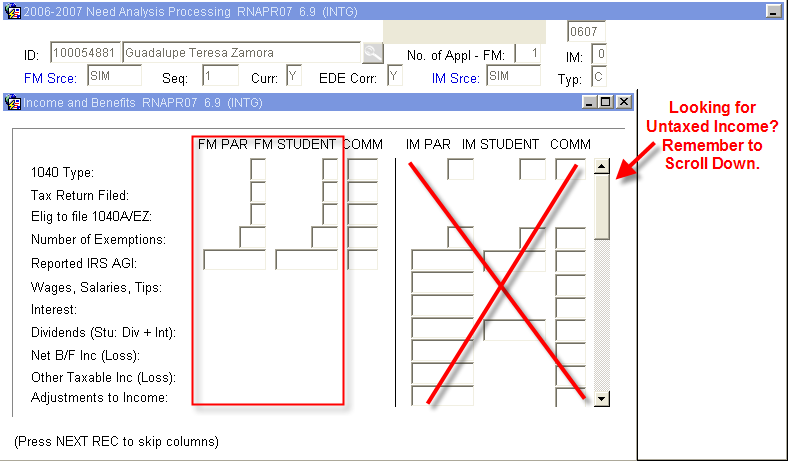 2006-2007 Need Analysis Processing RNAPR07 6.9 (INTG)
0607
ID: 100054881 Guadalupe Teresa Zamora No. of Appl - FM: 1 IM: 0
FM Srce: SIM Seq: 1 Curr: Y EDE Corr: Y IM Srce: SIM Typ: C
Income and Benefits RNAPR07 6.9 (INTG)
FM PAR FM STUDENT COMM IM PAR IM STUDENT COMM
1040 Type:
Tax Return Filed:
Elig to file 1040A/EZ:
Number of Exemptions:
Reported IRS AGI:
Wages, Salaries, Tips:
Interest:
Dividends (Stu: Div + Int):
Net B/F Inc (Loss):
Other Taxable Inc (Loss):
Adjustments to Income:
(Press NEXT REC to skip columns)
Looking for
Untaxed Income?
Remember to
Scroll Down.